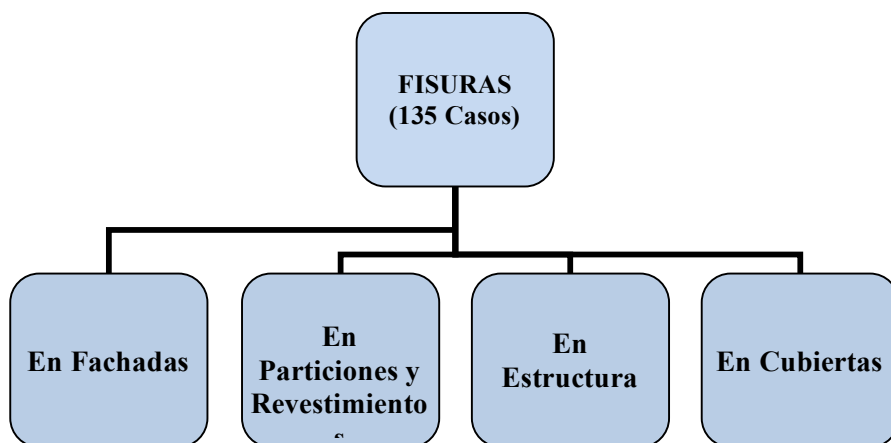 FISURAS
(135 Casos)
En Fachadas
En
Particiones y
Revestimiento
s
En
Estructura
En Cubiertas